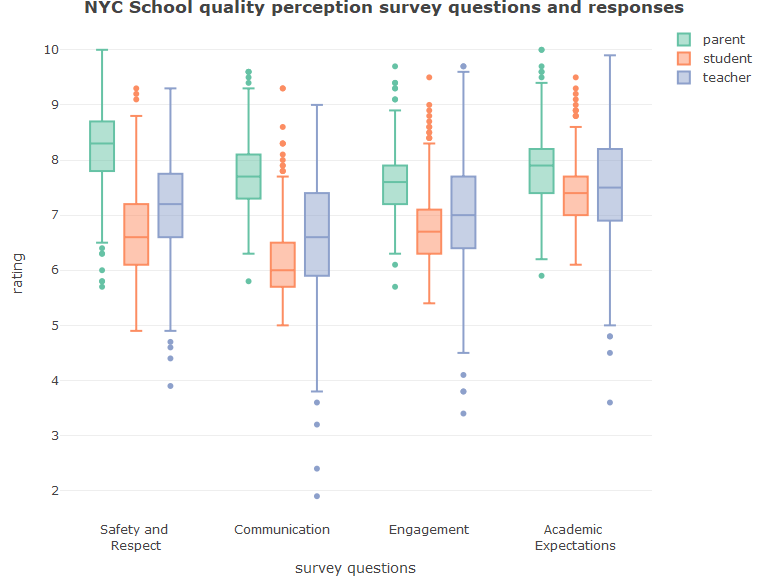 NYC School quality perception survey questions and responses
parent
student
teacher
10
9
8
7
6
5
4
3
2
rating
Safety and
Respect
Communication
Engagement
Academic
Expectations
survey questions